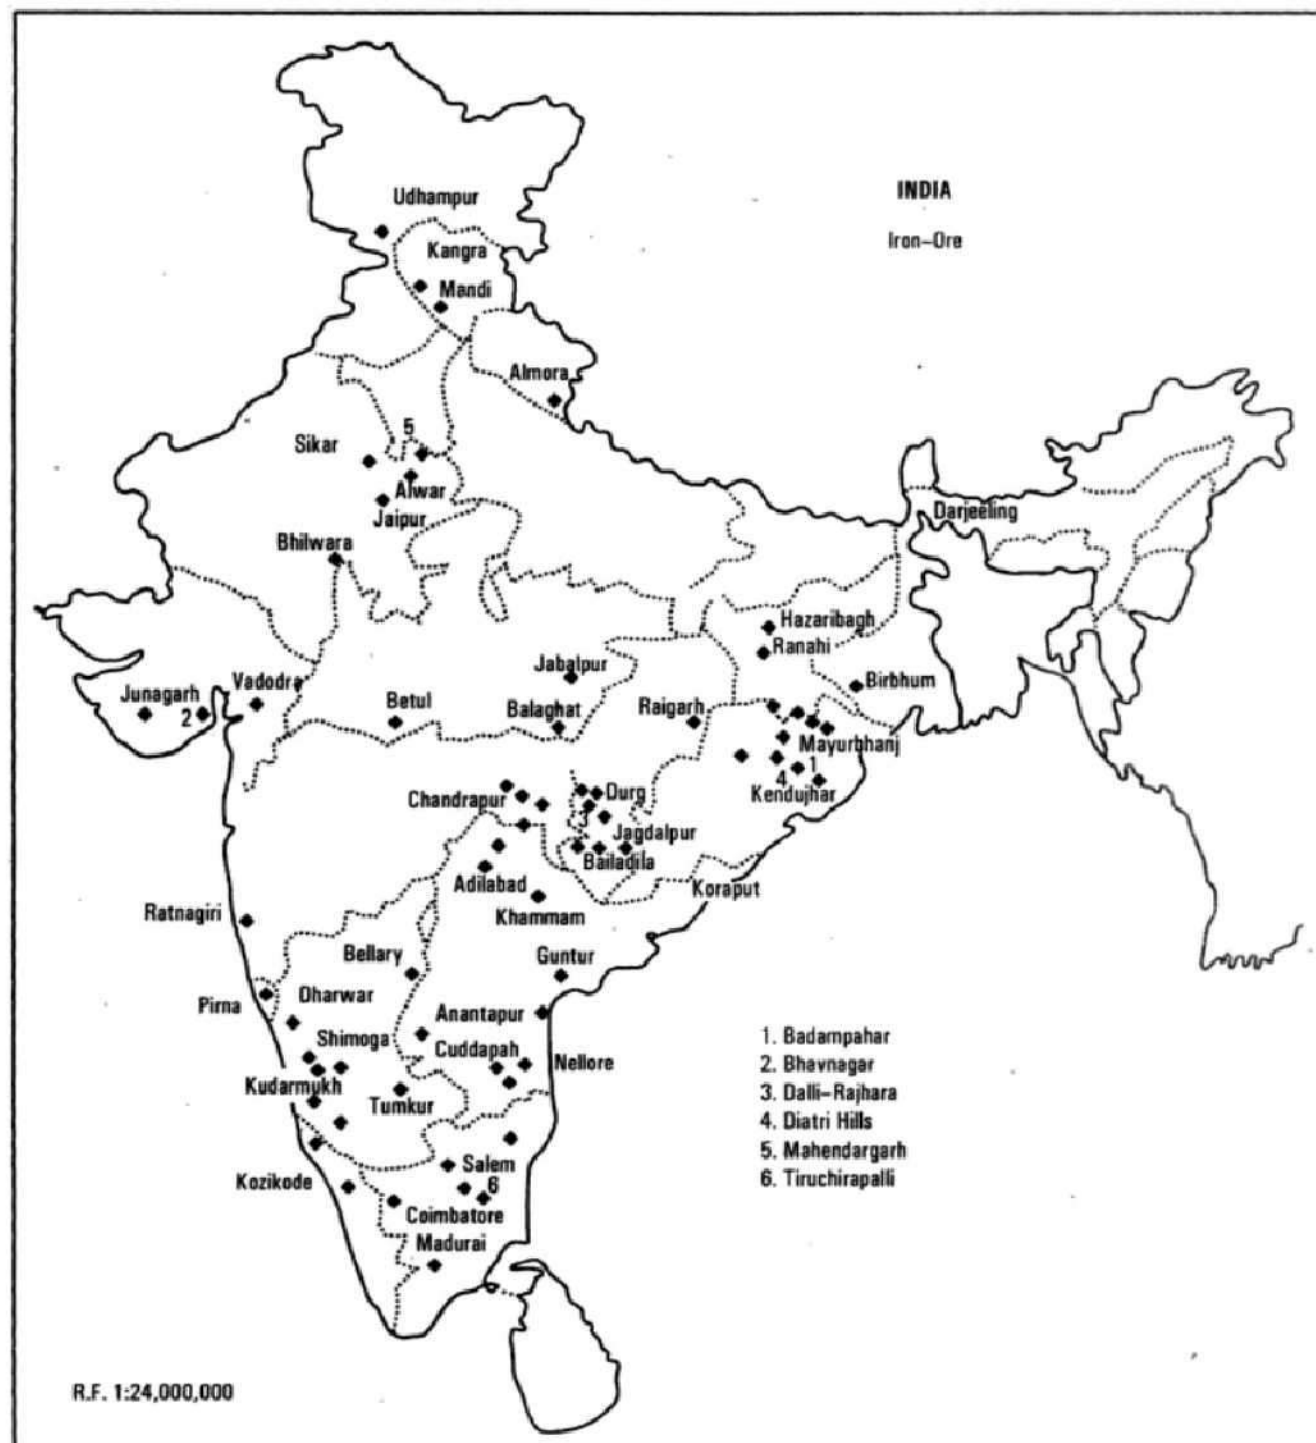 INDIA
Iron-Ore
Udhampur
Kangra
Mandi
Almora
5
Sikar
Alwar
Jaipur
Darjeeling
Bhilwara
Hazaribagh
Ranahi
Jabalpur
Birbhum
Vadodra
Junagarh
2
Betul
Balaghat
Raigarh
Mayurbhanj
1
4
Kendujhar
Chandrapur
Durg
3
Jagdalpur
Bailadila
Adilabad
Koraput
Khammam
Ratnagiri
Bellary
Guntur
Pirna
Dharwar
Anantapur
Shimoga
Cuddapah
Nellore
Kudarmukh
Tumkur
Salem
Kozikode
6
Coimbatore
Madurai
1. Badampahar
2. Bhavnagar
3. Dalli-Rajhara
4. Diatri Hills
5. Mahendargarh
6. Tiruchirapalli
R.F. 1:24,000,000